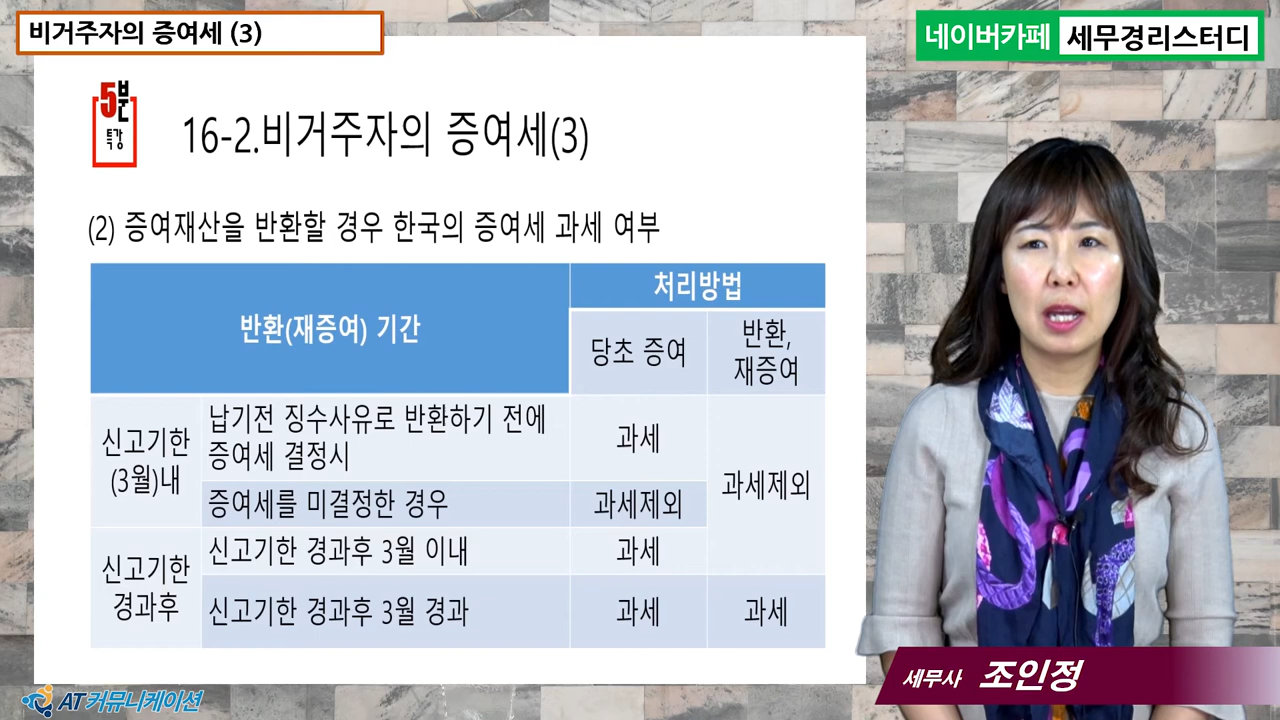 비거주자의 증여세 (3)
네이버카페 세무경리스터디
5분
특강
16-2.비거주자의 증여세(3)
(2) 증여재산을 반환할 경우 한국의 증여세 과세 여부
반환(재증여) 기간
처리방법
당초 증여
반환,
재증여
신고기한
(3월)내
납기전 징수사유로 반환하기 전에
증여세 결정시
과세
과세제외
증여세를 미결정한 경우
과세제외
신고기한
경과후
신고기한 경과후 3월 이내
과세
신고기한 경과후 3월 경과
과세
과세
세무사 조인정
AT커뮤니케이션